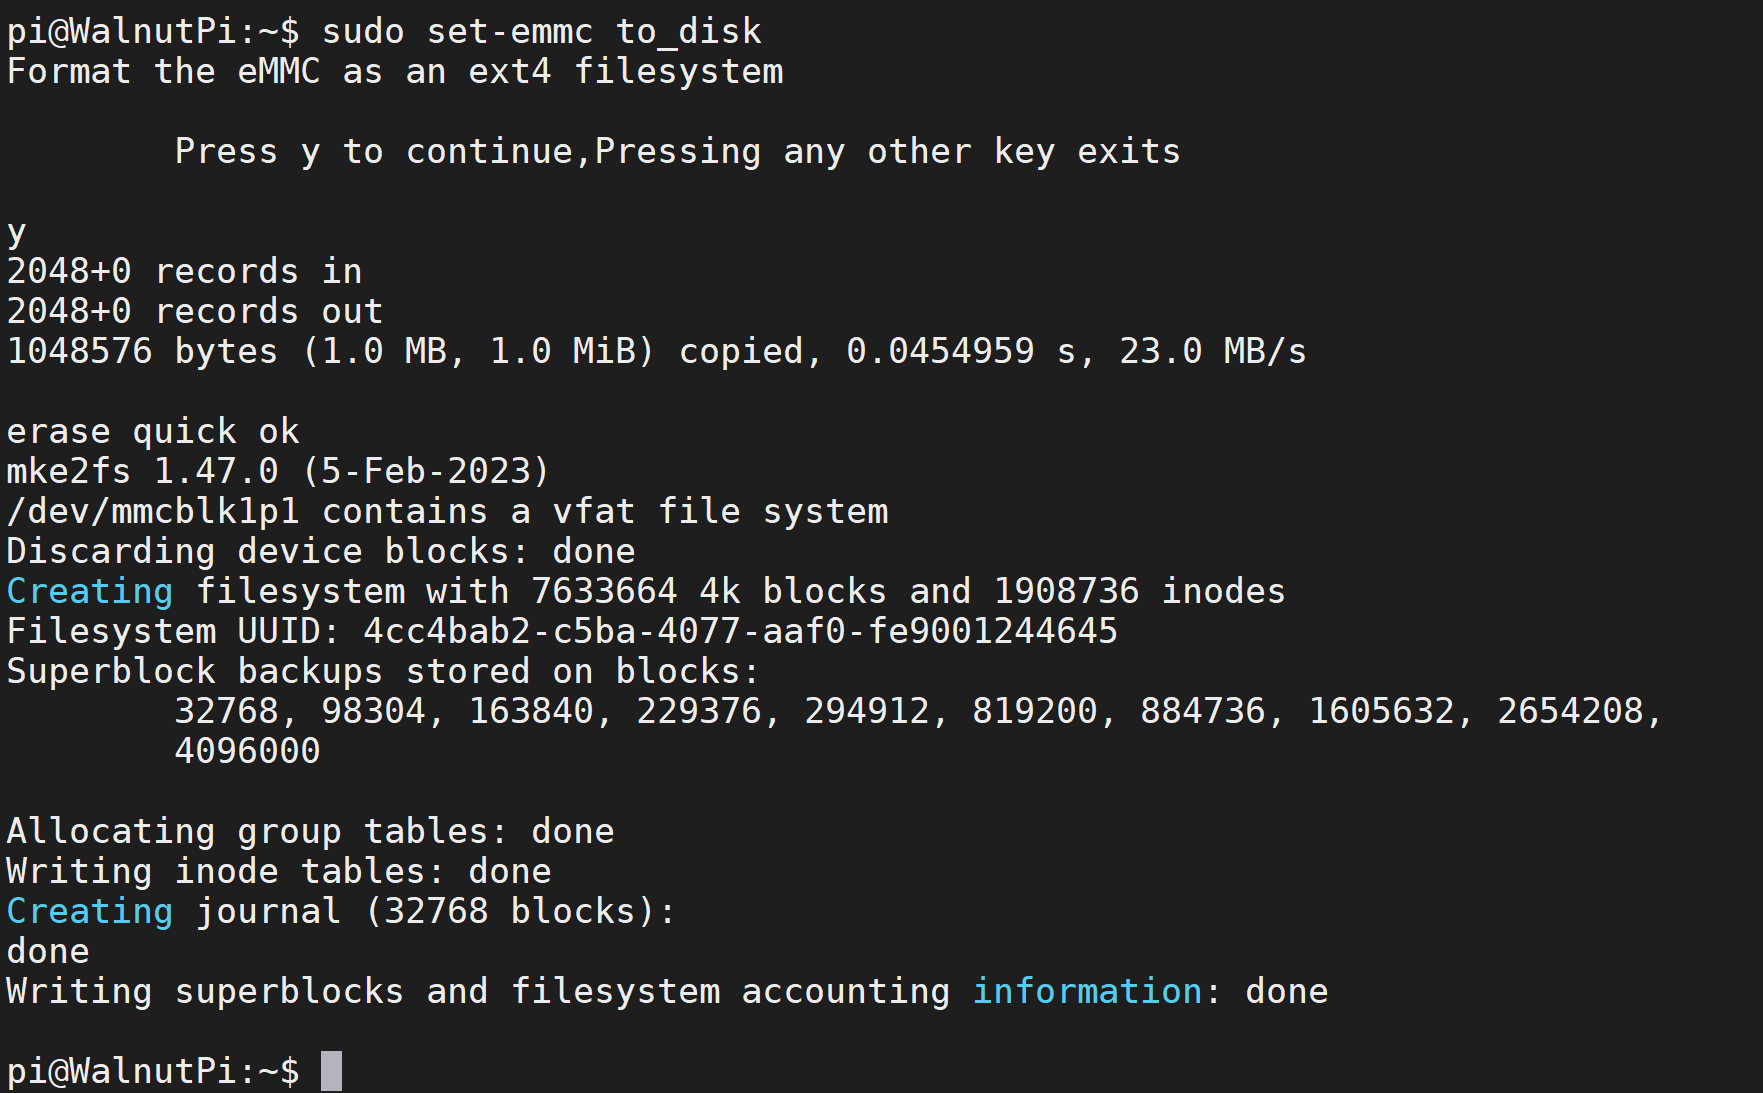 pi@WalnutPi:~$ sudo set-emmc to_disk
Format the eMMC as an ext4 filesystem
Press y to continue,Pressing any other key exits
y
2048+0 records in
2048+0 records out
1048576 bytes (1.0 MB, 1.0 MiB) copied, 0.0454959 s, 23.0 MB/s
erase quick ok
mke2fs 1.47.0 (5-Feb-2023)
/dev/mmcblk1p1 contains a vfat file system
Discarding device blocks: done
Creating filesystem with 7633664 4k blocks and 1908736 inodes
Filesystem UUID: 4cc4bab2-c5ba-4077-aaf0-fe9001244645
Superblock backups stored on blocks:
32768, 98304, 163840, 229376, 294912, 819200, 884736, 1605632, 2654208,
4096000
Allocating group tables: done
Writing inode tables: done
Creating journal (32768 blocks):
done
Writing superblocks and filesystem accounting information: done
pi@WalnutPi:~$